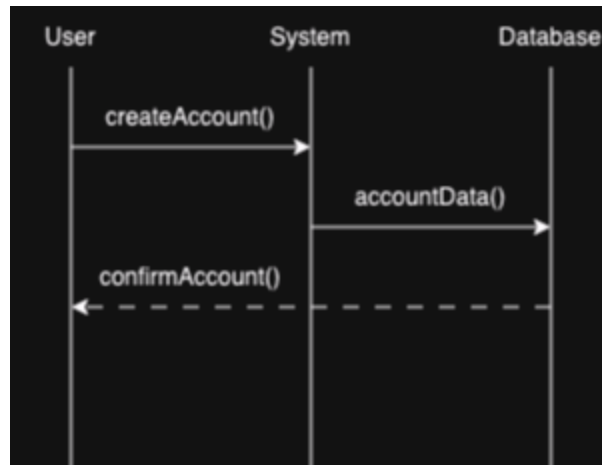 User System Database
createAccount()
accountData()
confirmAccount()